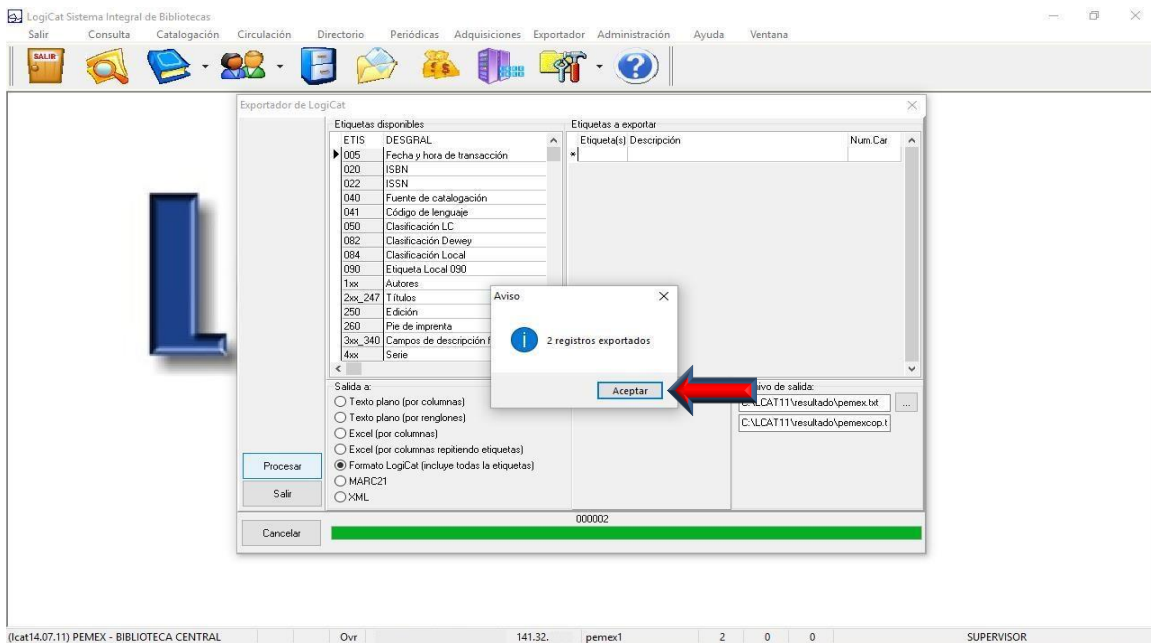 LogiCat Sistema Integral de Bibliotecas
Salir Consulta Catalogación Circulación Directorio Periódicas Adquisiciones Exportador Administración Ayuda Ventana
SALIR
Exportador de LogiCat
Etiquetas disponibles Etiquetas a exportar
ETIS DESGRAL Etiqueta(s) Descripción Num.Car
005 Fecha y hora de transacción
020 ISBN
022 ISSN
040 Fuente de catalogación
041 Código de lenguaje
050 Clasificación LC
082 Clasificación Dewey
084 Clasificación Local
090 Etiqueta Local 090
1xx Autores
2xx_247 Títulos
250 Edición
260 Pie de imprenta
3xx_340 Campos de descripción f
4xx Serie
Aviso
2 registros exportados
Aceptar
Salida a:
Texto plano (por columnas)
Texto plano (por renglones)
Excel (por columnas)
Excel (por columnas repitiendo etiquetas)
Formato LogiCat (incluye todas la etiquetas)
MARC21
XML
ivo de salida:
C:\LCAT11\resultado\pemex.txt ...
C:\LCAT11\resultado\pemexcop.t
Procesar
Salir
Cancelar
000002
(lcat14.07.11) PEMEX - BIBLIOTECA CENTRAL Ovr 141.32. pemex1 2 0 0 SUPERVISOR